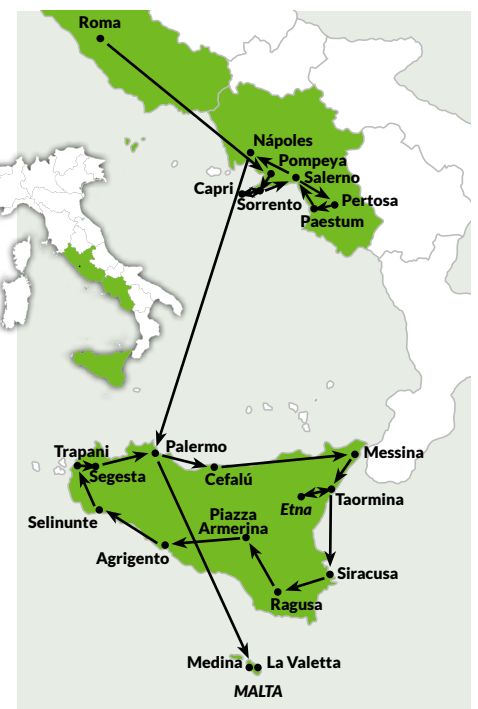 Roma
Nápoles
Pompeya
Salerno
Capri
Sorrento
Pertosa
Paestum
Trapani
Palermo
Messina
Segesta
Cefalú
Etna
Taormina
Selinunte
Piazza
Armerina
Agrigento
Siracusa
Ragusa
Medina
La Valetta
MALTA